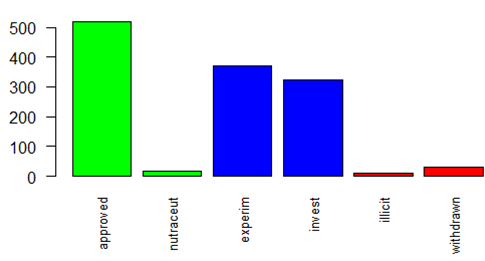 500
400
300
200
100
0
approved
nutraceut
experim
invest
illicit
withdrawn